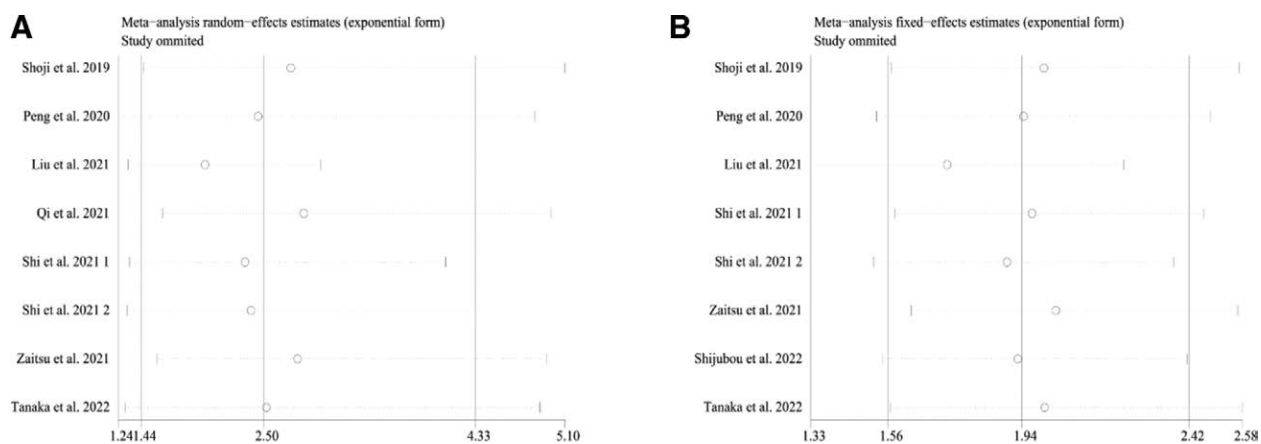 A
Meta−analysis random−effects estimates (exponential form)
Study ommited
Shoji et al. 2019
Peng et al. 2020
Liu et al. 2021
Qi et al. 2021
Shi et al. 2021 1
Shi et al. 2021 2
Zaitsu et al. 2021
Tanaka et al. 2022
1.24 1.44 2.50 4.33 5.10
B
Meta−analysis fixed−effects estimates (exponential form)
Study ommited
Shoji et al. 2019
Peng et al. 2020
Liu et al. 2021
Shi et al. 2021 1
Shi et al. 2021 2
Zaitsu et al. 2021
Shijubou et al. 2022
Tanaka et al. 2022
1.33 1.56 1.94 2.42 2.58